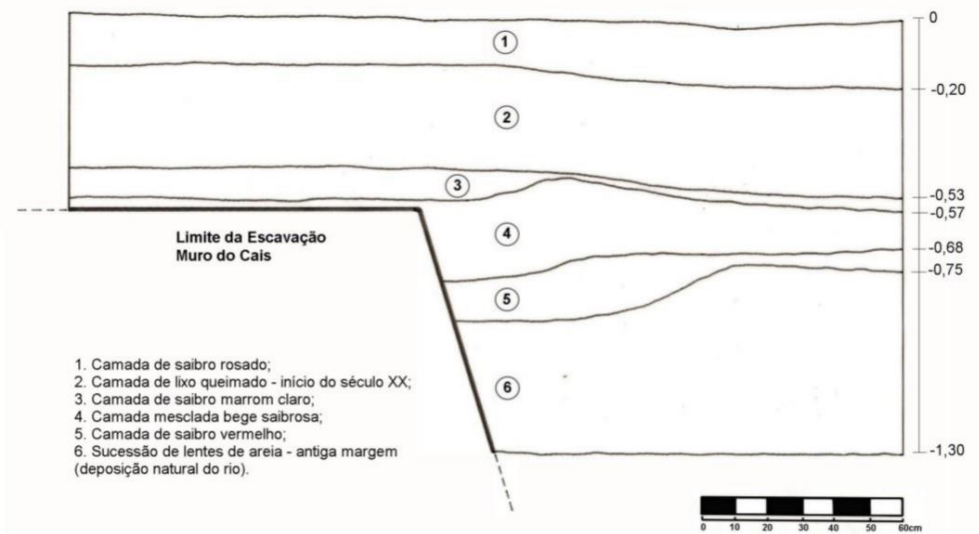 0
1
-0,20
2
-0,53
3
-0,57
Limite da Escavação
Muro do Cais
4
-0,68
-0,75
5
1. Camada de saibro rosado;
2. Camada de lixo queimado - início do século XX;
3. Camada de saibro marrom claro;
4. Camada mesclada bege saibrosa;
5. Camada de saibro vermelho;
6. Sucessão de lentes de areia - antiga margem
(deposição natural do rio).
6
-1,30
0 10 20 30 40 50 60cm